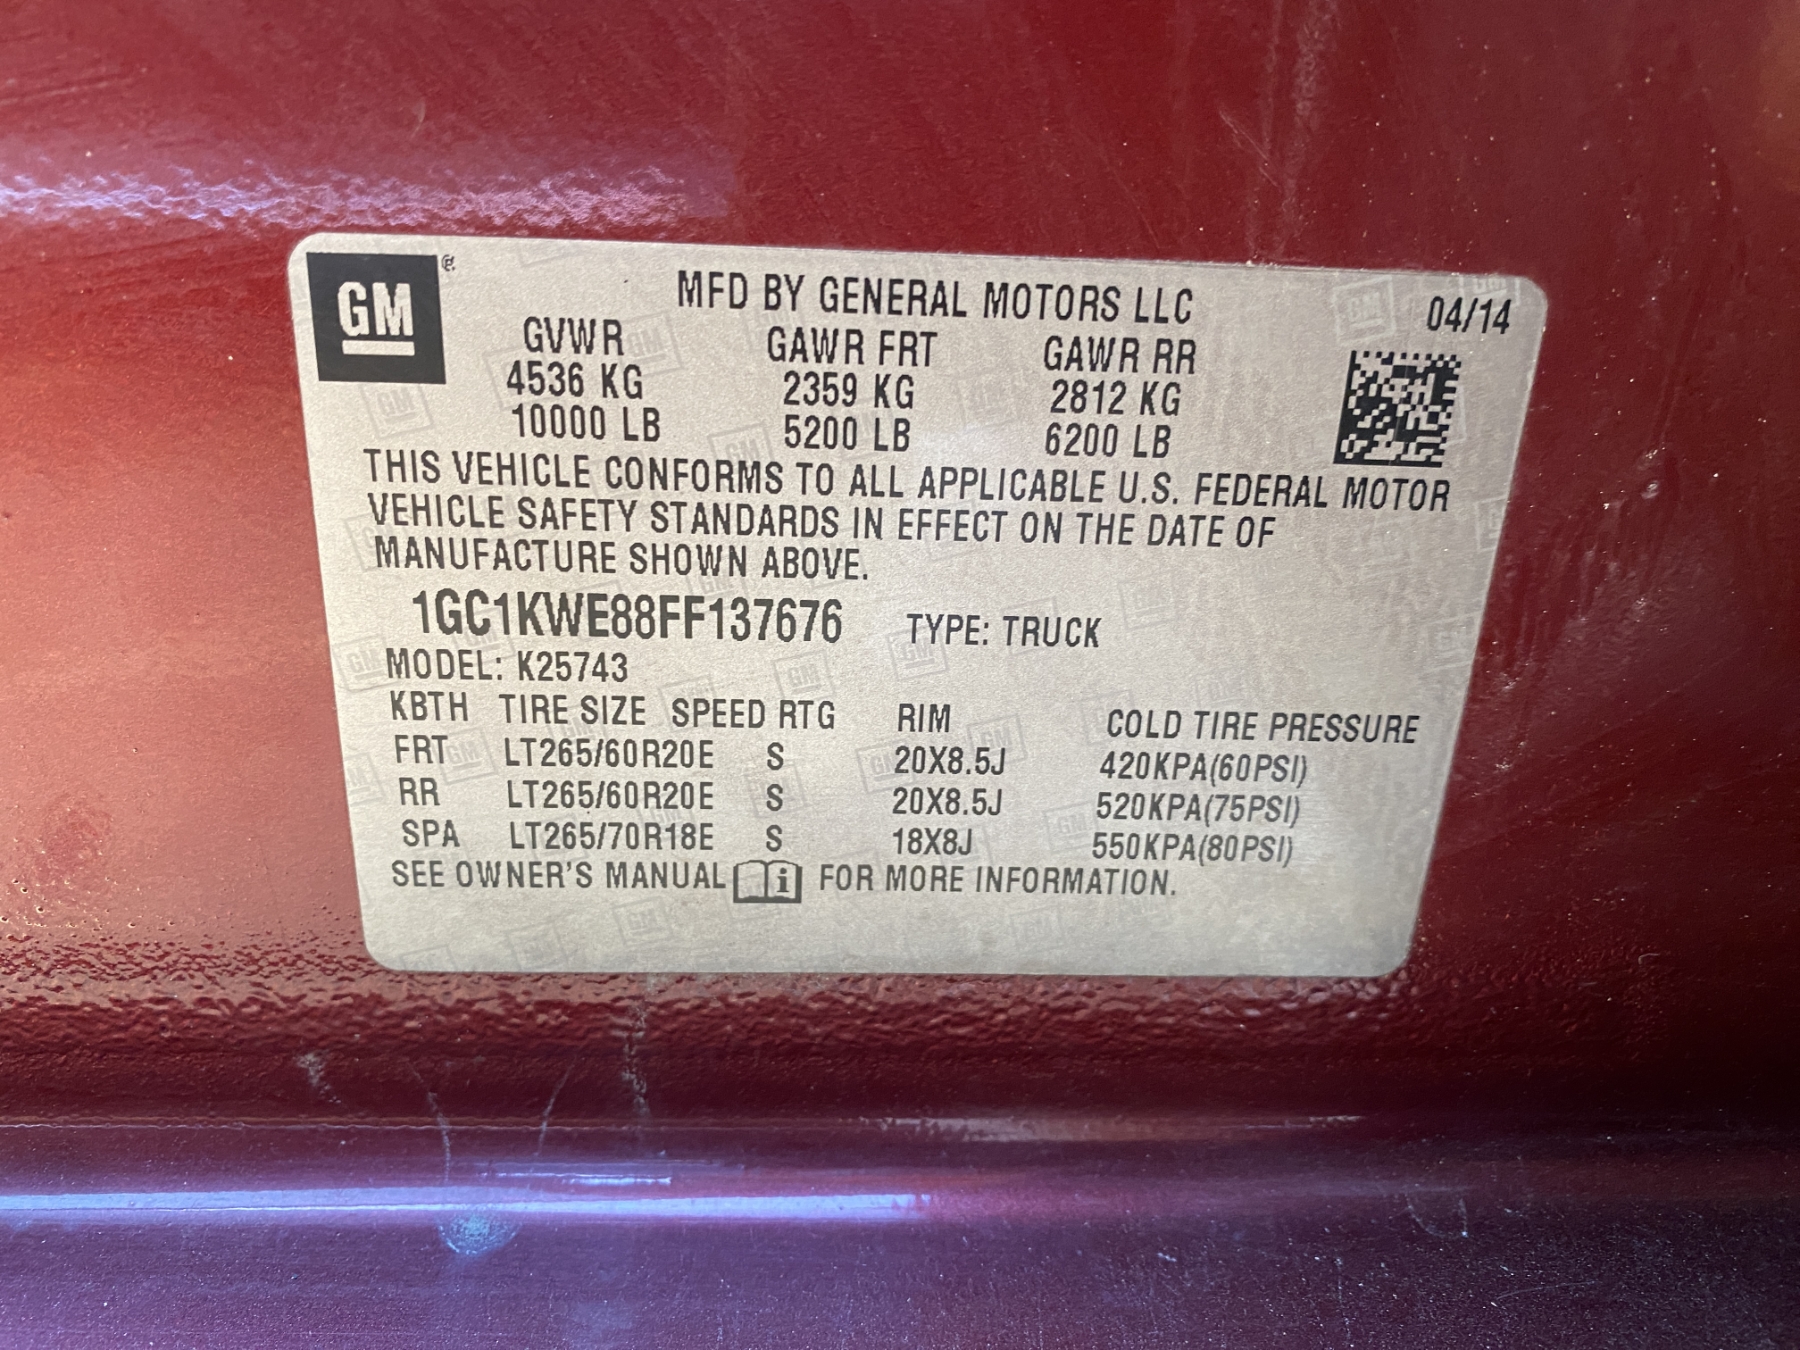 GM
MFD BY GENERAL MOTORS LLC 04/14
GVWR GAWR FRT GAWR RR
4536 KG 2359 KG 2812 KG
10000 LB 5200 LB 6200 LB
THIS VEHICLE CONFORMS TO ALL APPLICABLE U.S. FEDERAL MOTOR
VEHICLE SAFETY STANDARDS IN EFFECT ON THE DATE OF
MANUFACTURE SHOWN ABOVE.
1GC1KWE88FF137676 TYPE: TRUCK
MODEL: K25743
KBTH TIRE SIZE SPEED RTG RIM COLD TIRE PRESSURE
FRT LT265/60R20E S 20X8.5J 420KPA(60PSI)
RR LT265/60R20E S 20X8.5J 520KPA(75PSI)
SPA LT265/70R18E S 18X8J 550KPA(80PSI)
SEE OWNER'S MANUAL i FOR MORE INFORMATION.